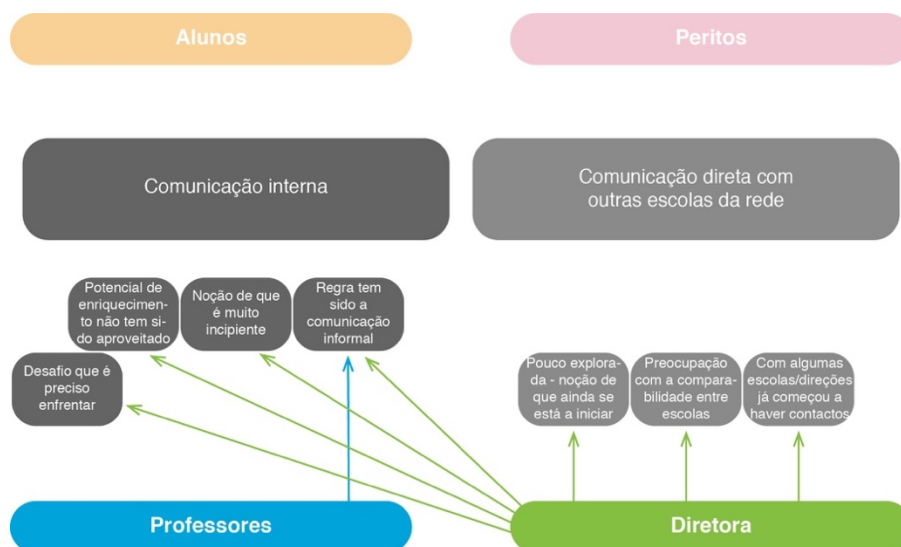 Alunos
Peritos
Comunicação interna
Comunicação direta com
outras escolas da rede
Potencial de
enriquecimen-
to não tem si-
do aproveitado
Noção de que
é muito
incipiente
Regra tem
sido a
comunicação
informal
Desafio que é
preciso
enfrentar
Pouco explora-
da - noção de
que ainda se
está a iniciar
Preocupação
com a compara-
bilidade entre
escolas
Com algumas
escolas/direções
já começou a
haver contactos
Professores
Diretora